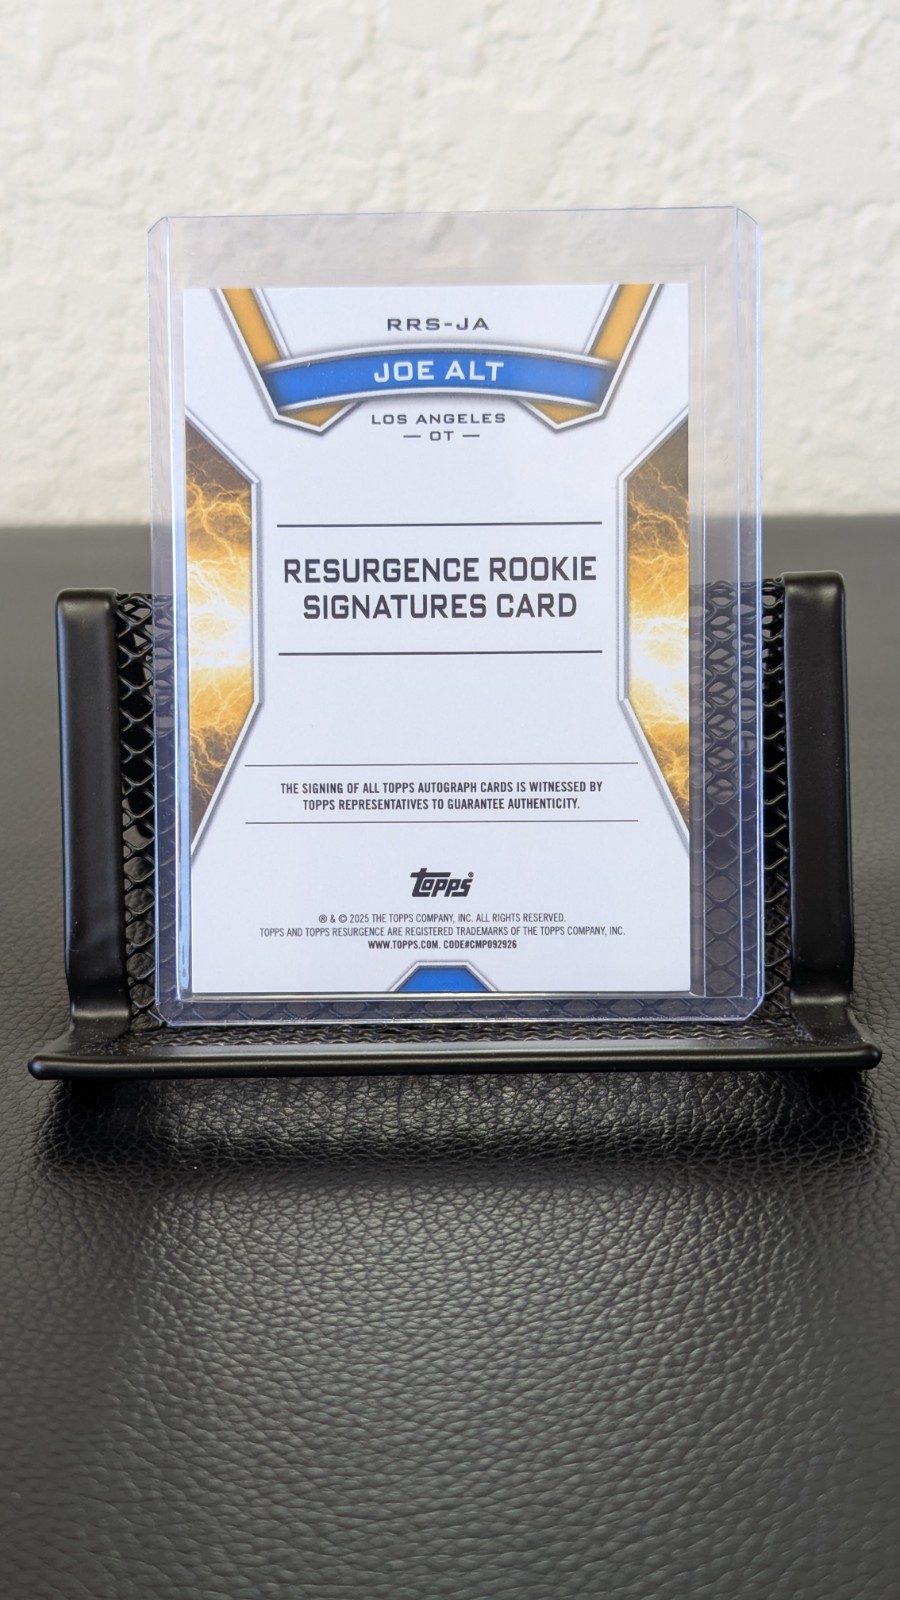 RRS-JA
JOE ALT
LOS ANGELES
— OT —
RESURGENCE ROOKIE
SIGNATURES CARD
THE SIGNING OF ALL TOPPS AUTOGRAPH CARDS IS WITNESSED BY
TOPPS REPRESENTATIVES TO GUARANTEE AUTHENTICITY.
topps®
® & © 2025 THE TOPPS COMPANY, INC. ALL RIGHTS RESERVED.
TOPPS AND TOPPS RESURGENCE ARE REGISTERED TRADEMARKS OF THE TOPPS COMPANY, INC.
WWW.TOPPS.COM. CODE#CMP092926